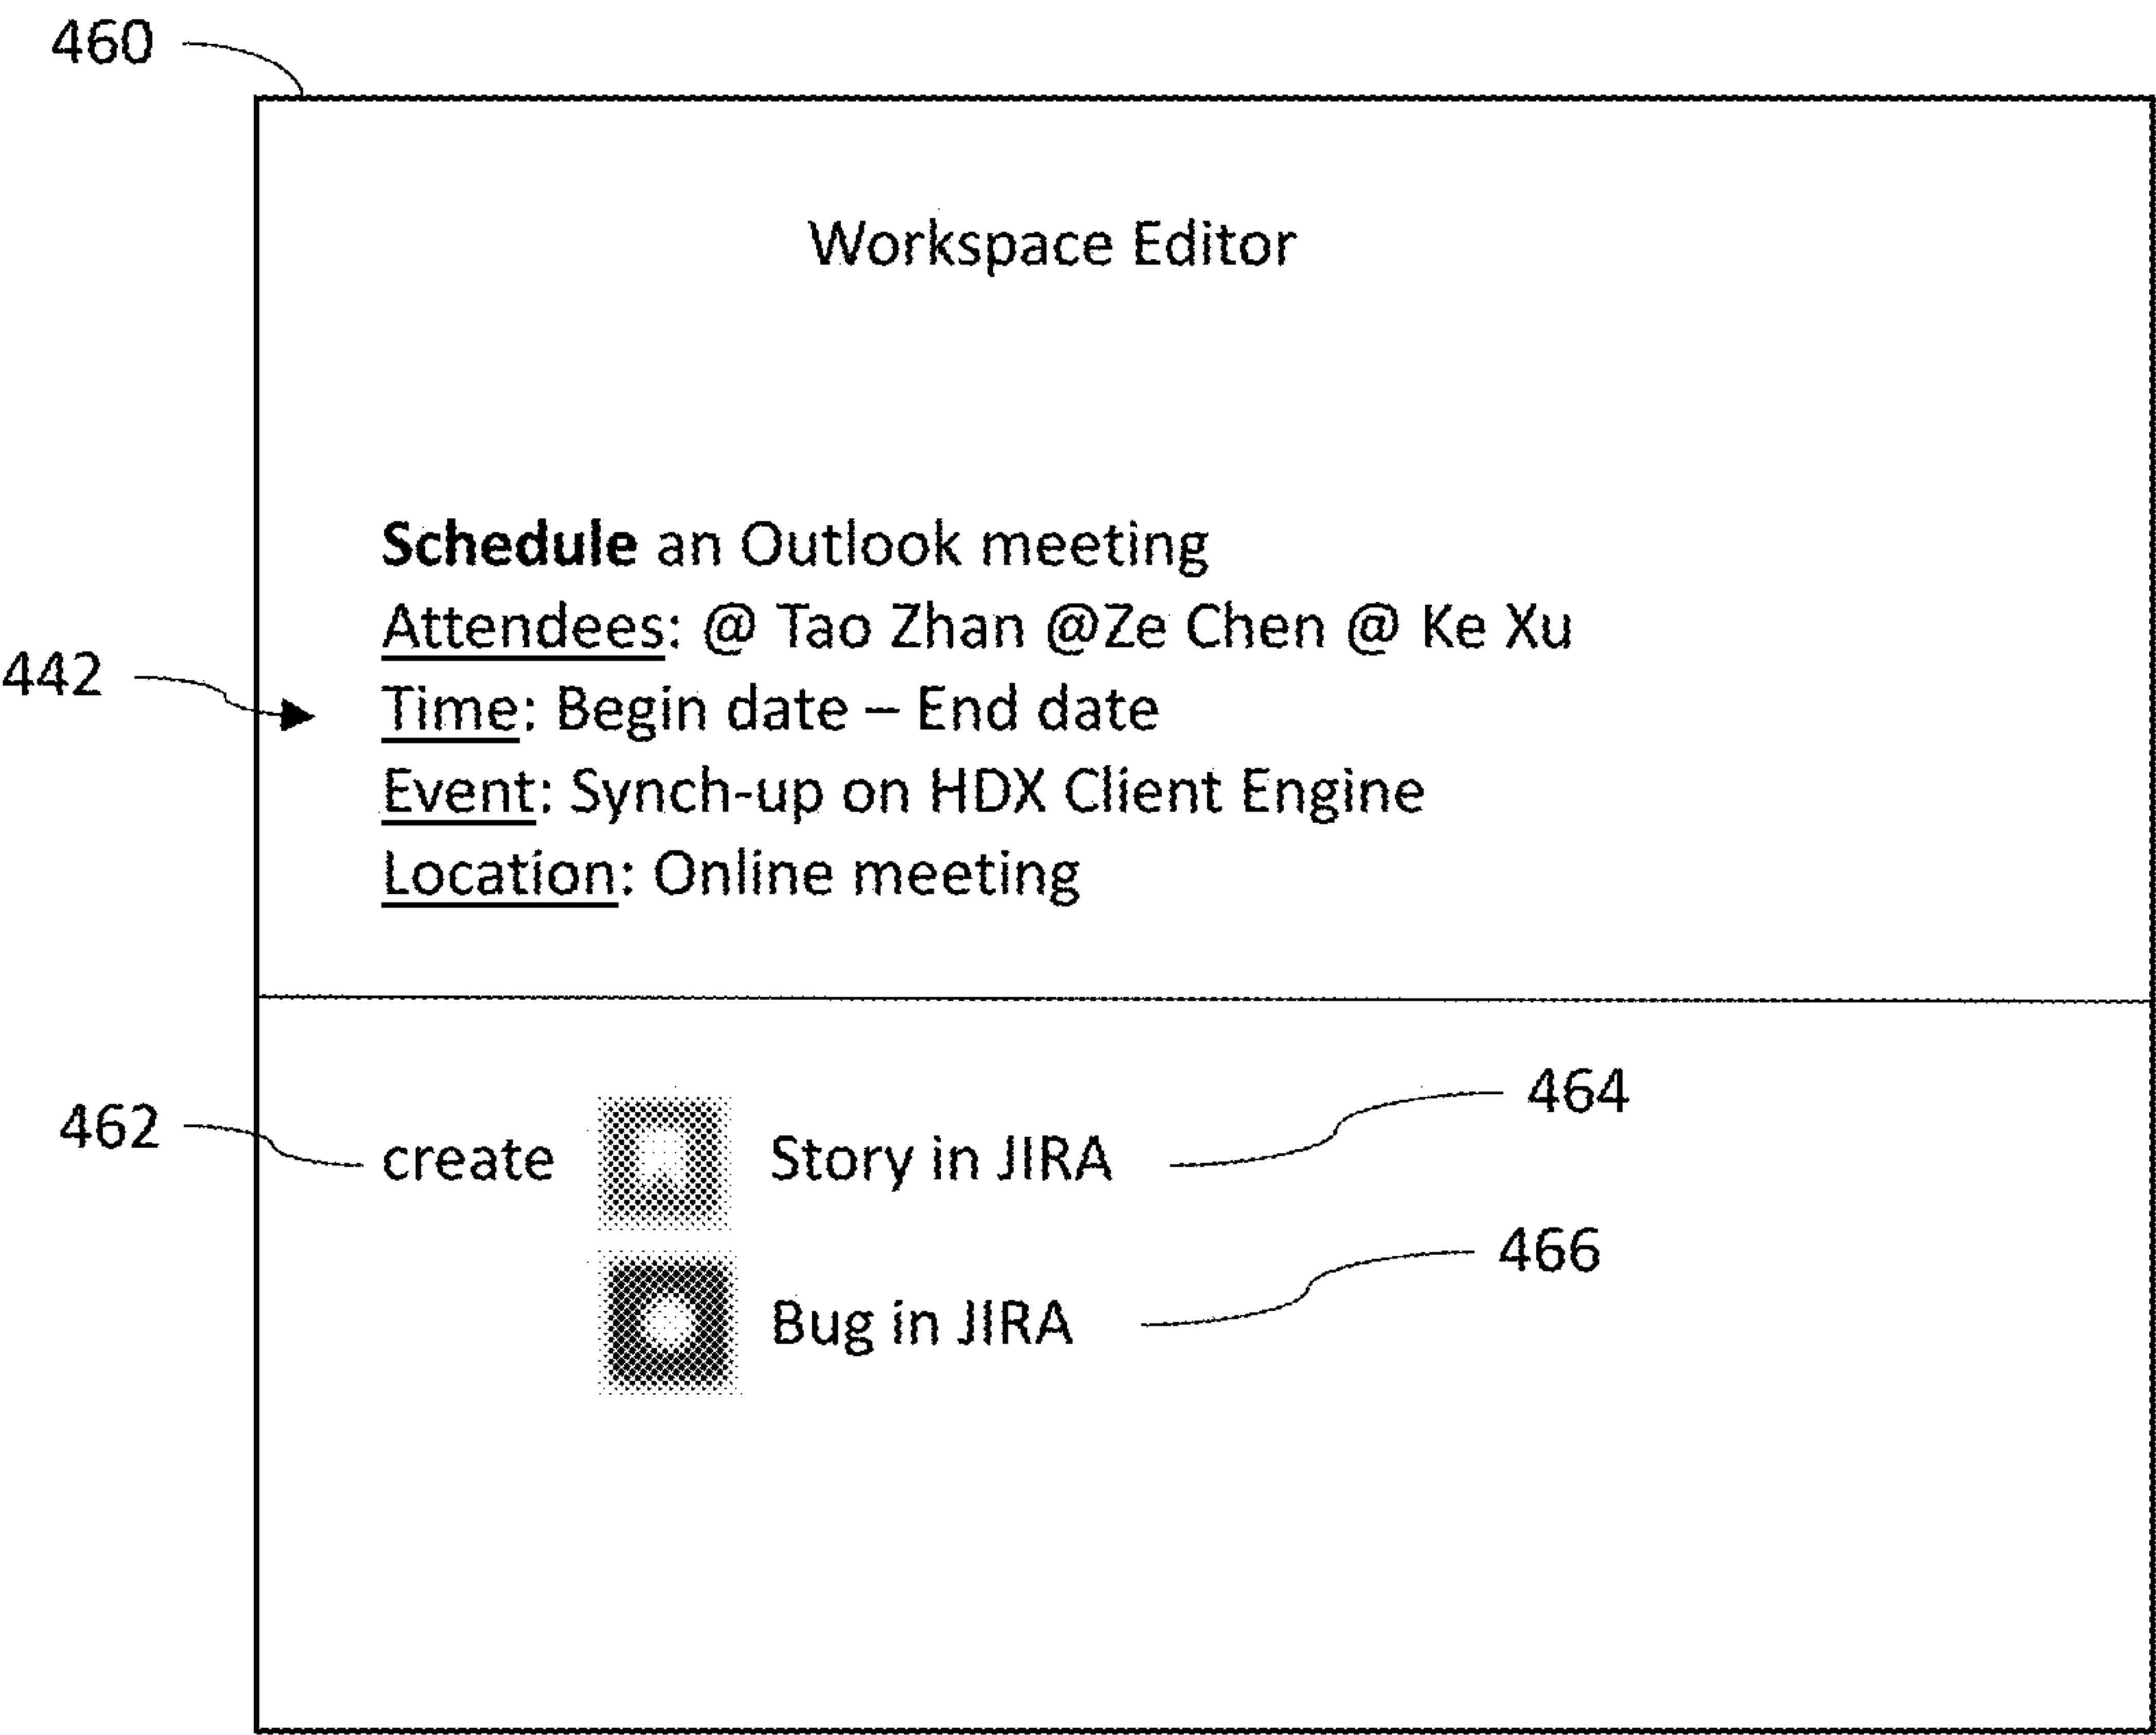 460
Workspace Editor
Schedule an Outlook meeting
Attendees: @ Tao Zhan @Ze Chen @ Ke Xu
442
Time: Begin date – End date
Event: Synch-up on HDX Client Engine
Location: Online meeting
464
462 create Story in JIRA
466
Bug in JIRA